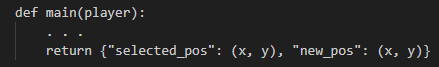 def main(player):
    . . .
    return {"selected_pos": (x, y), "new_pos": (x, y)}